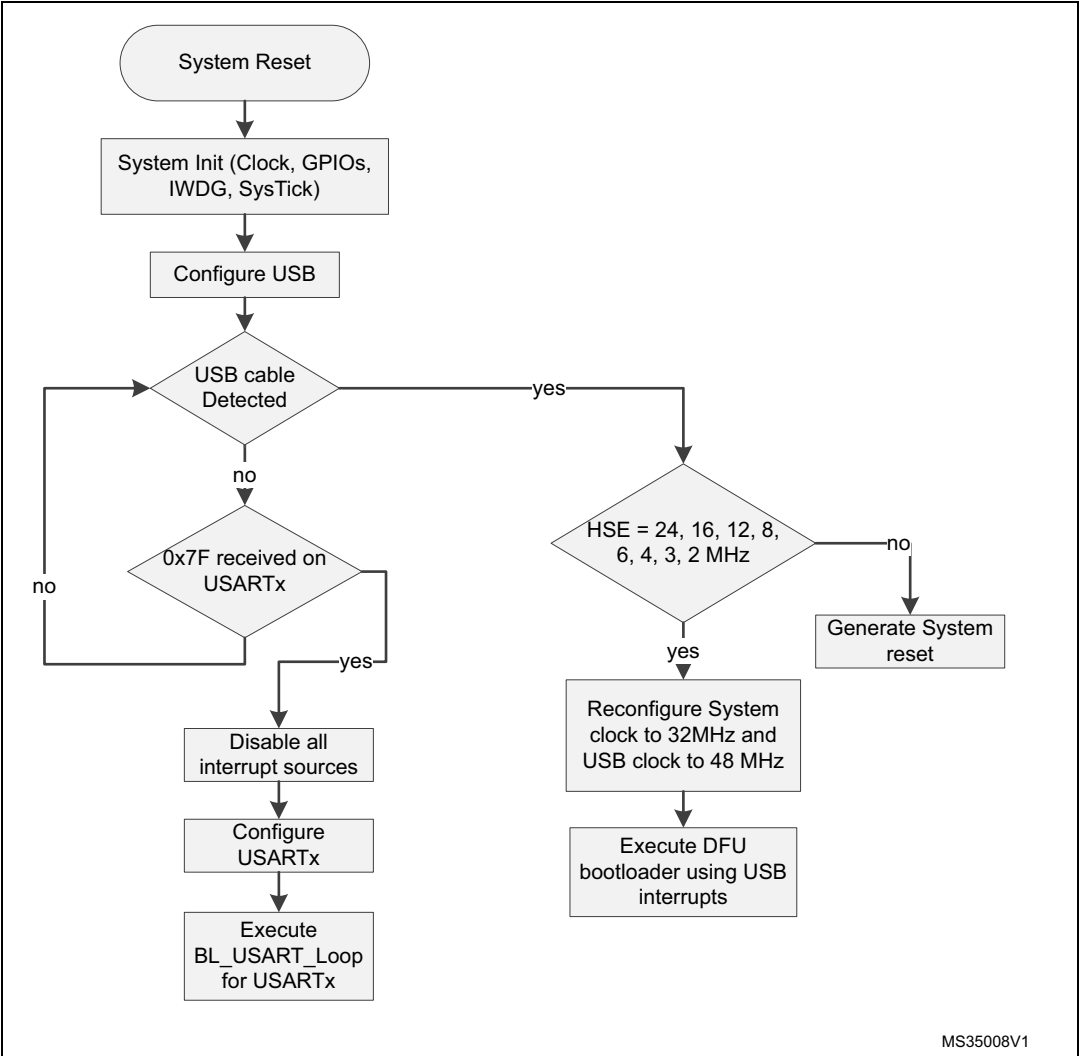 System Reset
System Init (Clock, GPIOs,
IWDG, SysTick)
Configure USB
USB cable
Detected
yes
no
HSE = 24, 16, 12, 8,
6, 4, 3, 2 MHz
no
0x7F received on
USARTx
no
yes
Generate System
reset
yes
Reconfigure System
clock to 32MHz and
USB clock to 48 MHz
Disable all
interrupt sources
Configure
USARTx
Execute DFU
bootloader using USB
interrupts
Execute
BL_USART_Loop
for USARTx
MS35008V1